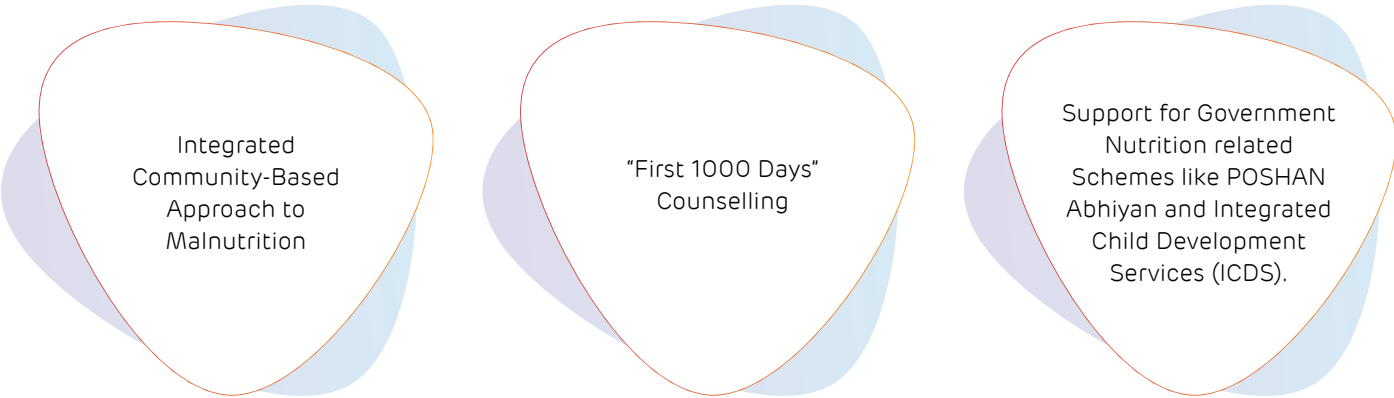 Integrated
Community-Based
Approach to
Malnutrition
“First 1000 Days”
Counselling
Support for Government
Nutrition related
Schemes like POSHAN
Abhiyan and Integrated
Child Development
Services (ICDS).